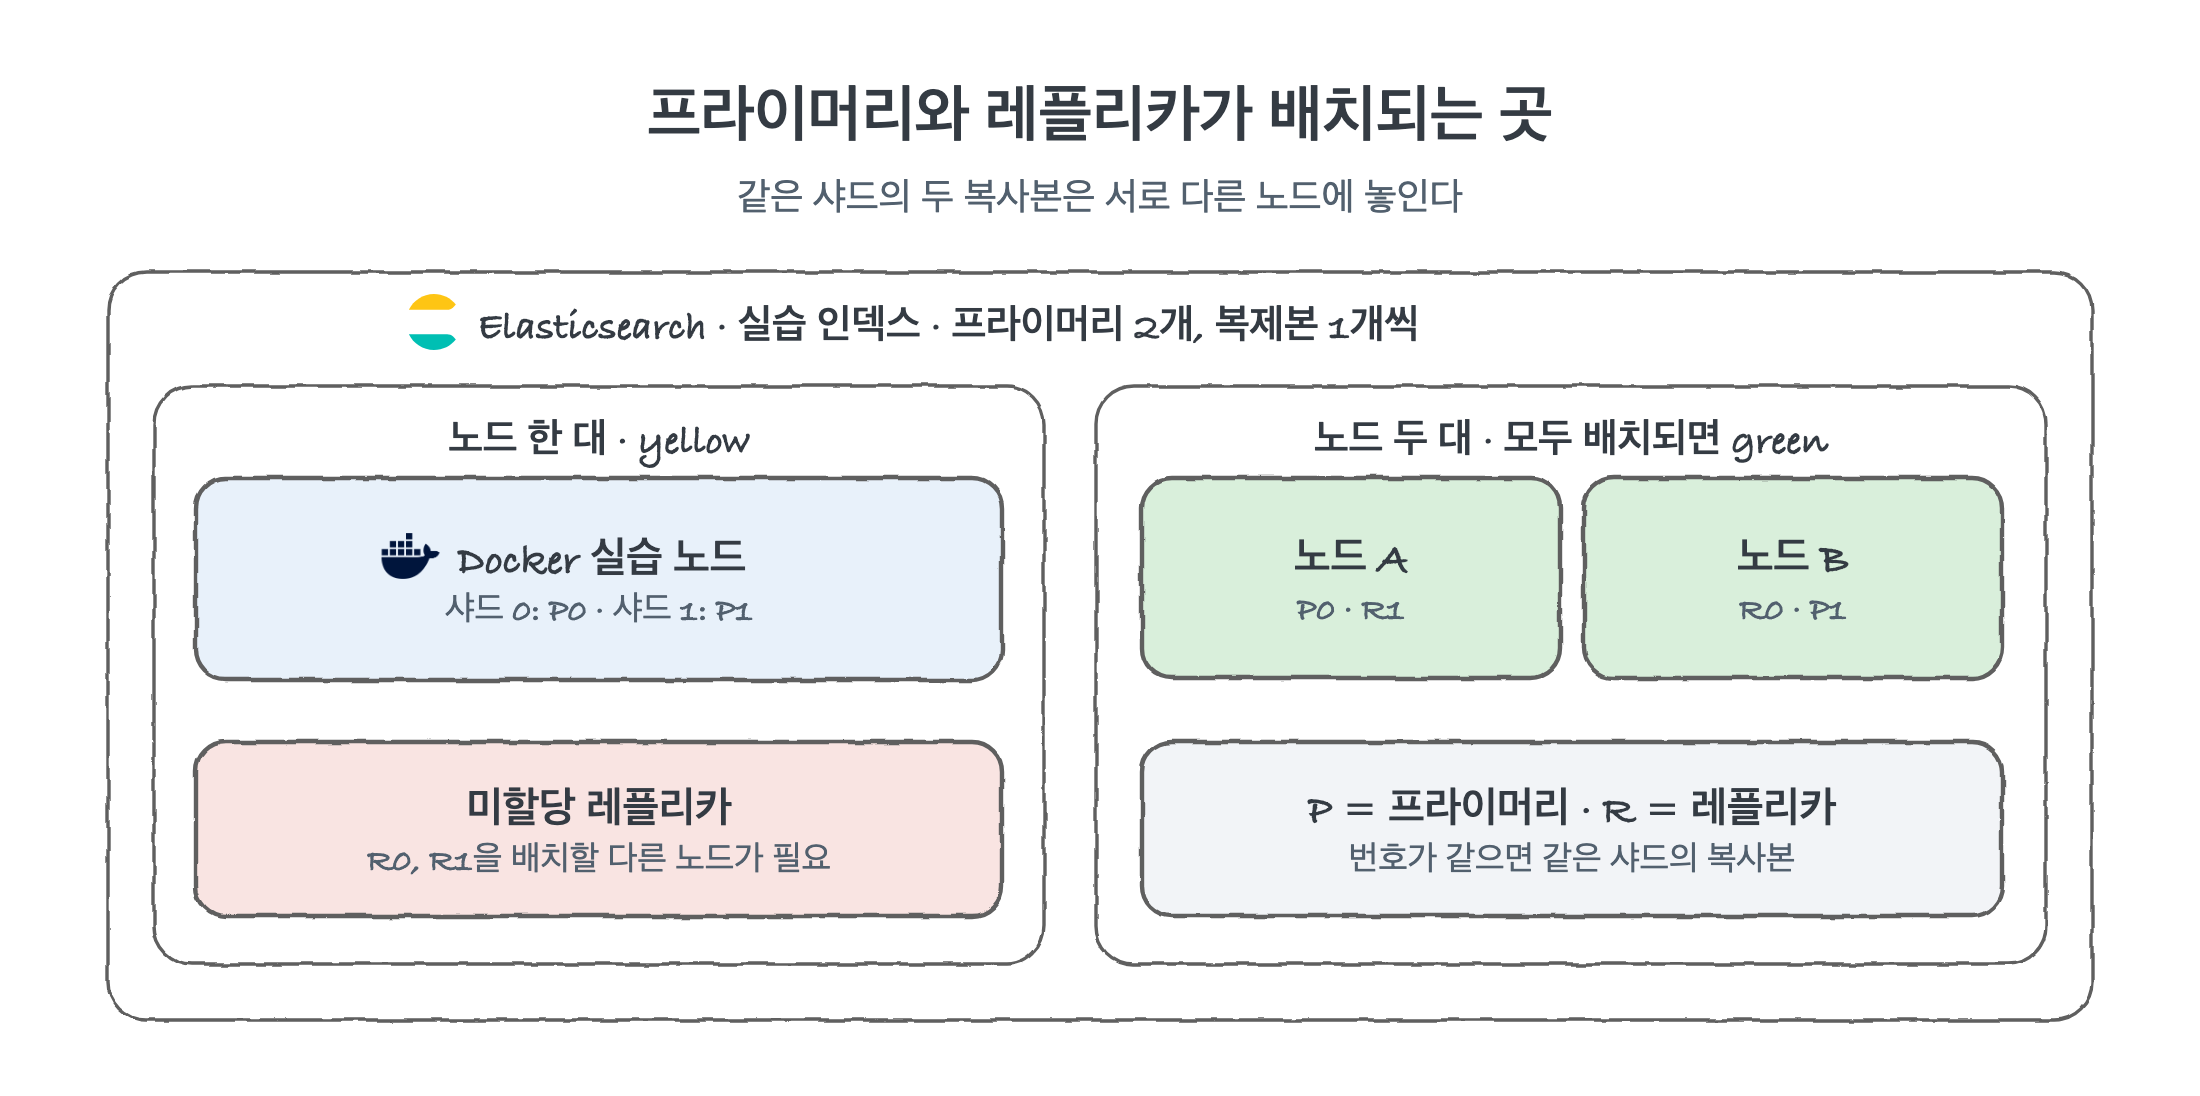 프라이머리와 레플리카가 배치되는 곳
같은 샤드의 두 복사본은 서로 다른 노드에 놓인다
Elasticsearch · 실습 인덱스 · 프라이머리 2개, 복제본 1개씩
노드 한 대 · yellow
Docker 실습 노드
샤드 0: P0 · 샤드 1: P1
미할당 레플리카
R0, R1을 배치할 다른 노드가 필요
노드 두 대 · 모두 배치되면 green
노드 A
P0 · R1
노드 B
R0 · P1
P = 프라이머리 · R = 레플리카
번호가 같으면 같은 샤드의 복사본